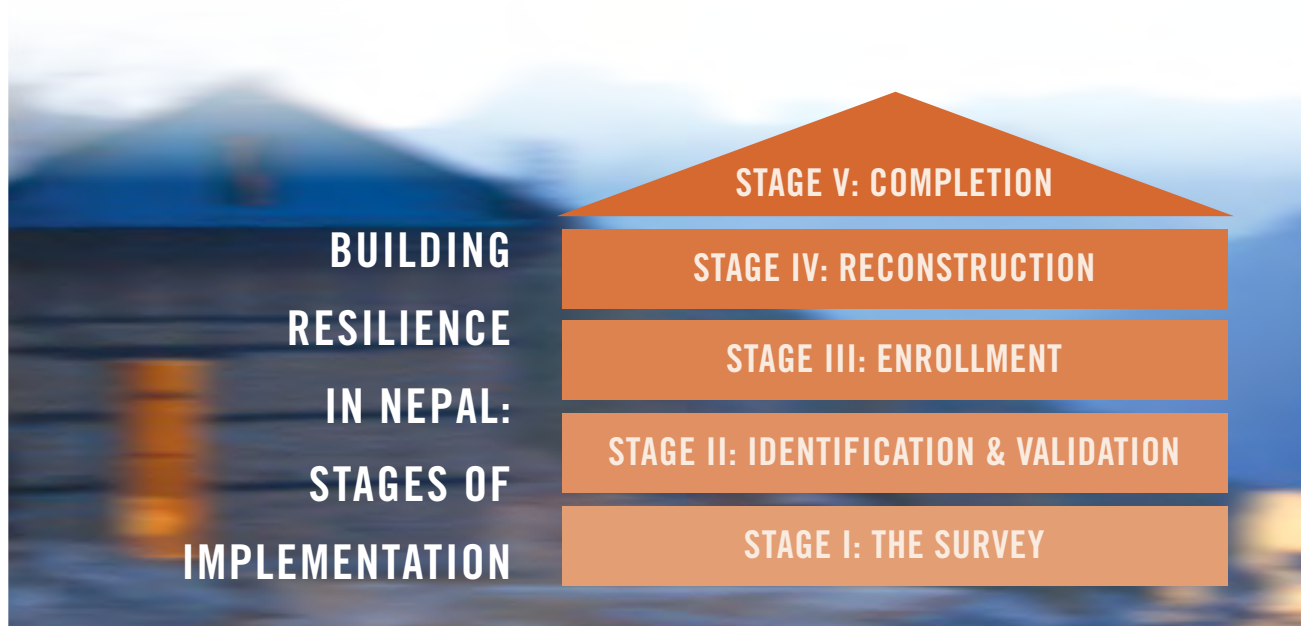 BUILDING
RESILIENCE
IN NEPAL:
STAGES OF
IMPLEMENTATION
STAGE V: COMPLETION
STAGE IV: RECONSTRUCTION
STAGE III: ENROLLMENT
STAGE II: IDENTIFICATION & VALIDATION
STAGE I: THE SURVEY